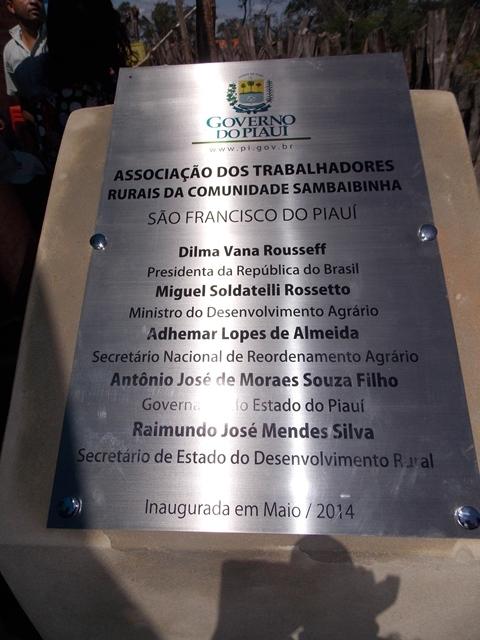 GOVERNO
DO PIAUÍ
www.pi.gov.br
ASSOCIAÇÃO DOS TRABALHADORES
RURAIS DA COMUNIDADE SAMBAIBINHA
SÃO FRANCISCO DO PIAUÍ
Dilma Vana Rousseff
Presidenta da República do Brasil
Miguel Soldatelli Rossetto
Ministro do Desenvolvimento Agrário
Adhemar Lopes de Almeida
Secretário Nacional de Reordenamento Agrário
Antônio José de Moraes Souza Filho
Governador do Estado do Piauí
Raimundo José Mendes Silva
Secretário de Estado do Desenvolvimento Rural
Inaugurada em Maio / 2014